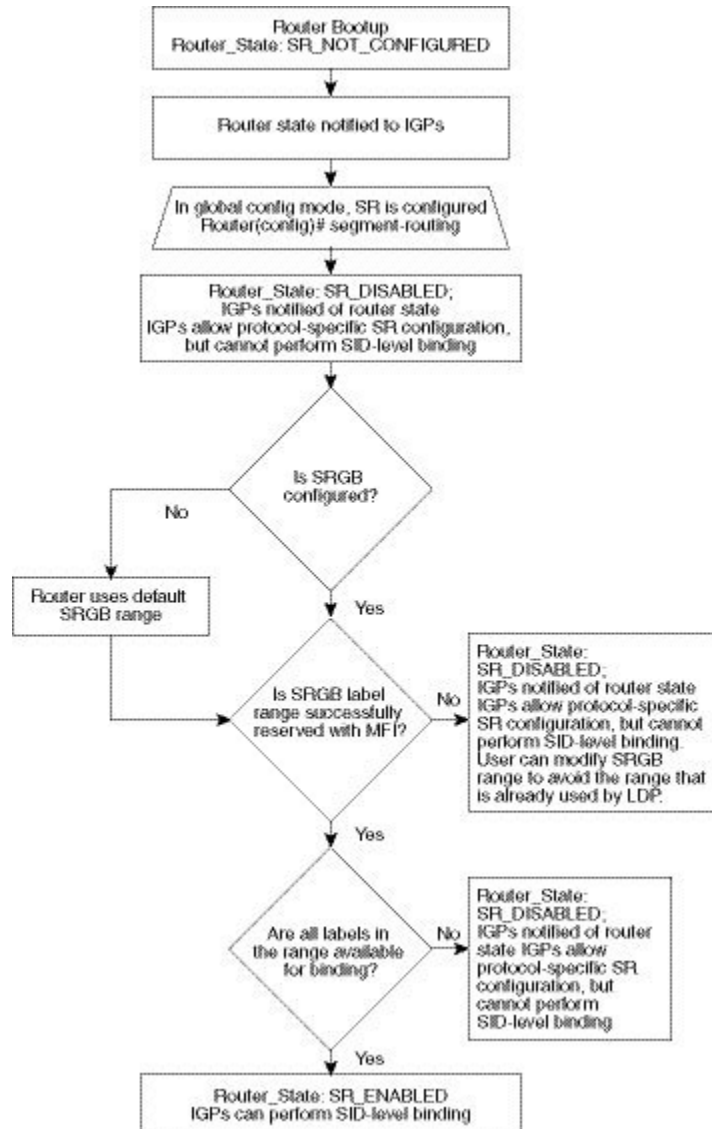 Router Bootup
Router_State: SR_NOT_CONFIGURED
Router state notified to IGPs
In global config mode, SR is configured
Router(config)# segment-routing
Router_State: SR_DISABLED;
IGPs notified of router state
IGPs allow protocol-specific SR configuration,
but cannot perform SID-level binding
Is SRGB
configured?
No
Router uses default
SRGB range
Yes
Is SRGB label
range successfully
reserved with MFI?
No
Router_State:
SR_DISABLED;
IGPs notified of router state
IGPs allow protocol-specific
SR configuration, but cannot
perform SID-level binding.
User can modify SRGB
range to avoid the range that
is already used by LDP.
Yes
Are all labels in
the range available
for binding?
No
Router_State:
SR_DISABLED;
IGPs notified of router
state IGPs allow
protocol-specific SR
configuration, but
cannot perform
SID-level binding
Yes
Router_State: SR_ENABLED
IGPs can perform SID-level binding